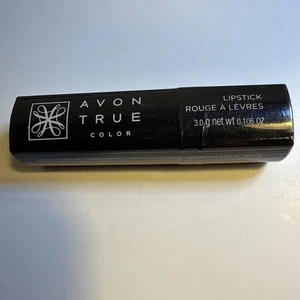 AVON
TRUE
COLOR
LIPSTICK
ROUGE À LÈVRES
3.0 g net wt 0.106 OZ